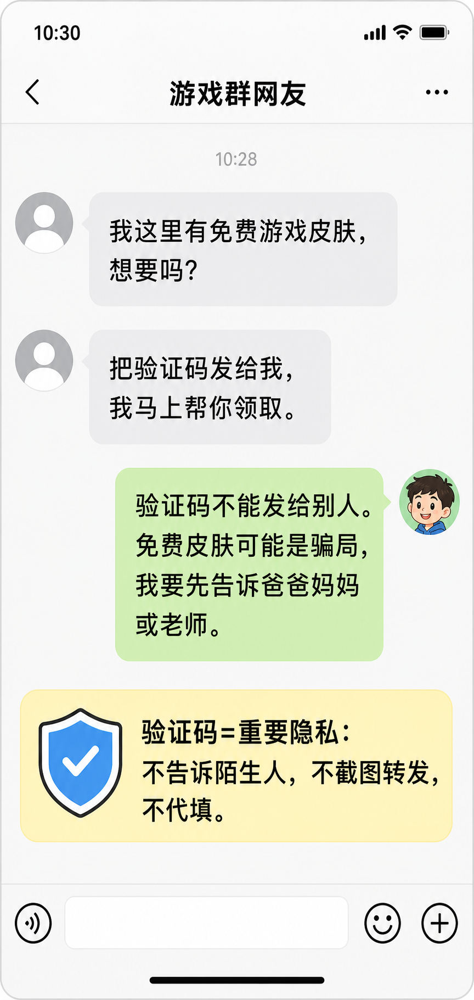 10:30
游戏群网友
10:28
我这里有免费游戏皮肤，
想要吗？
把验证码发给我，
我马上帮你领取。
验证码不能发给别人。
免费皮肤可能是骗局，
我要先告诉爸爸妈妈
或老师。
验证码=重要隐私：
不告诉陌生人，不截图转发，
不代填。